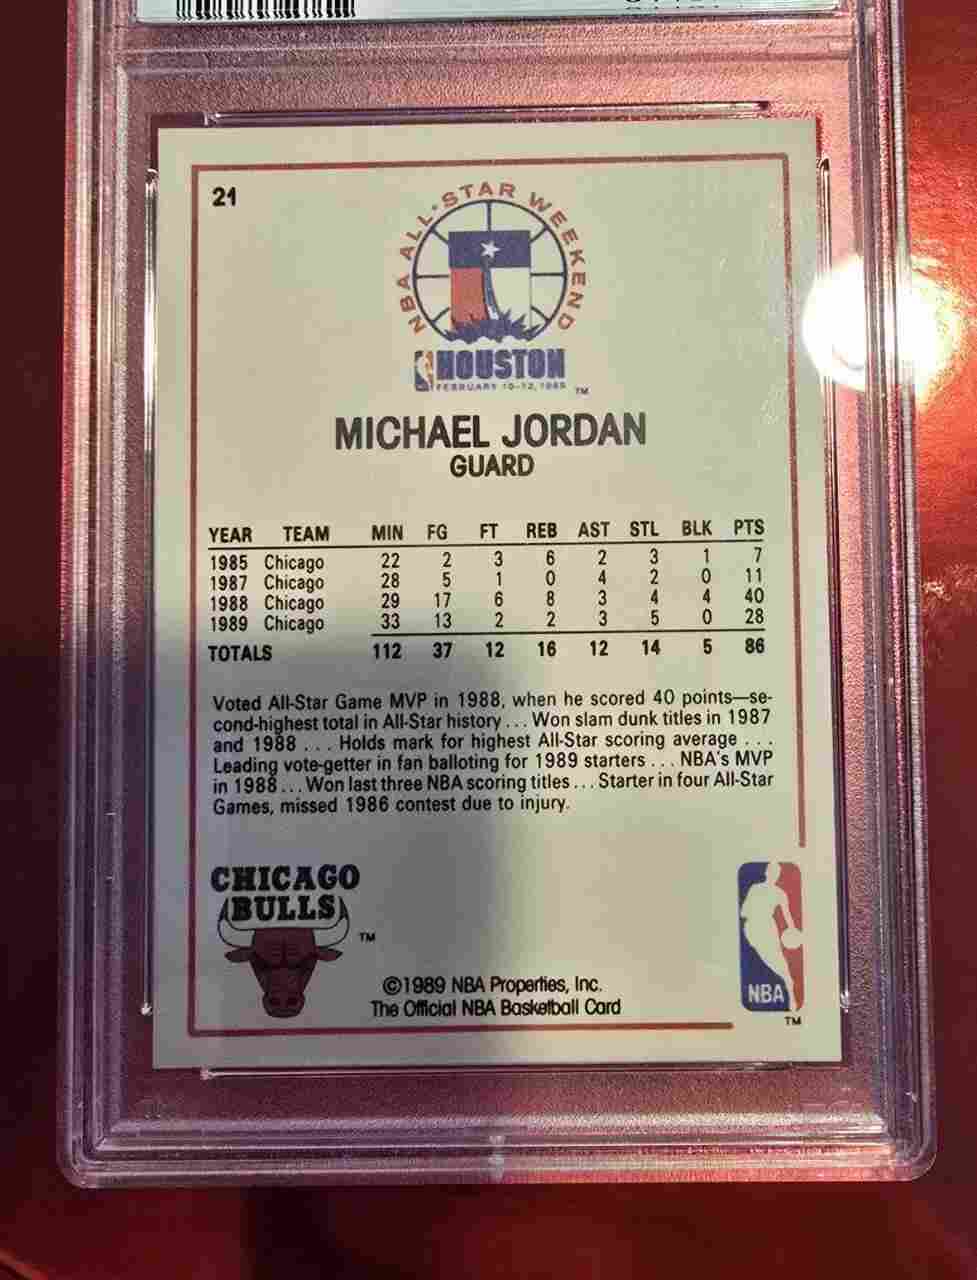 21
NBA ALL·STAR WEEKEND
HOUSTON
FEBRUARY 10-12, 1989
TM
MICHAEL JORDAN
GUARD
YEAR TEAM MIN FG FT REB AST STL BLK PTS
1985 Chicago 22 2 3 6 2 3 1 7
1987 Chicago 28 5 1 0 4 2 0 11
1988 Chicago 29 17 6 8 3 4 4 40
1989 Chicago 33 13 2 2 3 5 0 28
TOTALS 112 37 12 16 12 14 5 86
Voted All-Star Game MVP in 1988, when he scored 40 points—se-
cond-highest total in All-Star history . . . Won slam dunk titles in 1987
and 1988 . . . Holds mark for highest All-Star scoring average . . .
Leading vote-getter in fan balloting for 1989 starters . . . NBA's MVP
in 1988 . . . Won last three NBA scoring titles . . . Starter in four All-Star
Games, missed 1986 contest due to injury.
CHICAGO
BULLS
TM
©1989 NBA Properties, Inc.
The Official NBA Basketball Card
NBA
TM